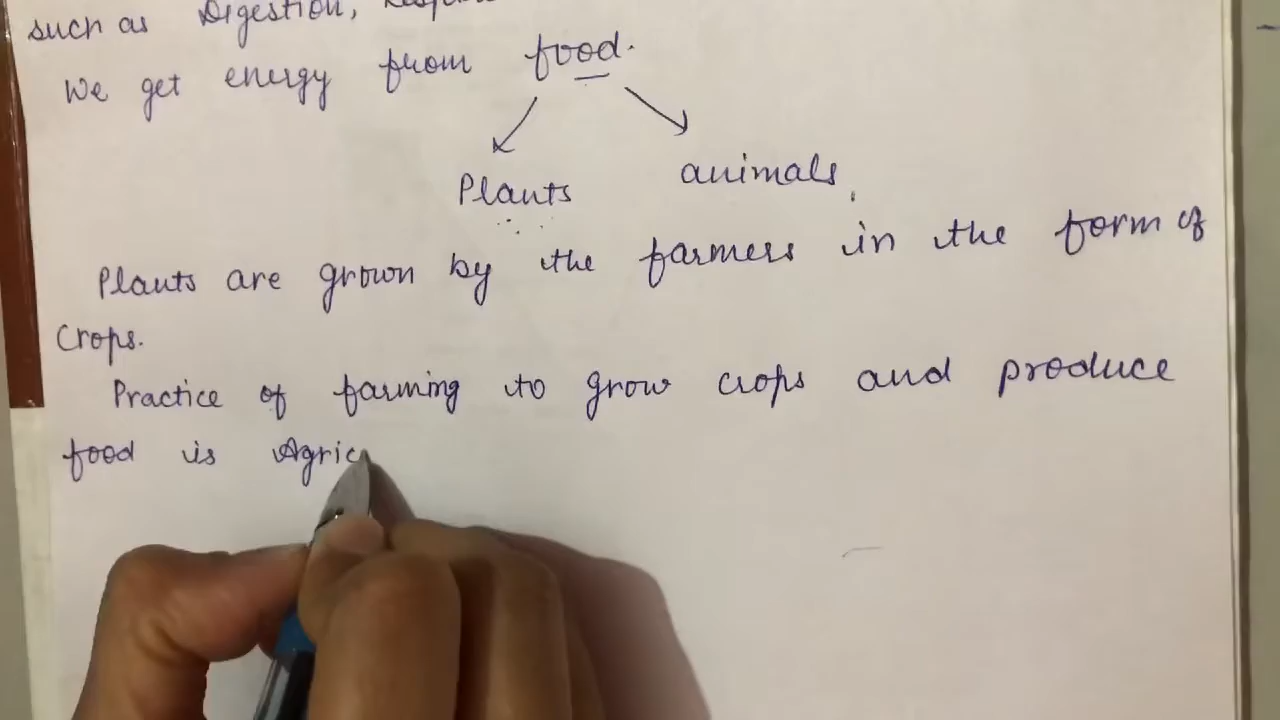 such as Digestion,
We get energy from food.
Plants animals
Plants are grown by the farmers in the form of
Crops.
Practice of farming to grow crops and produce
food is Agric